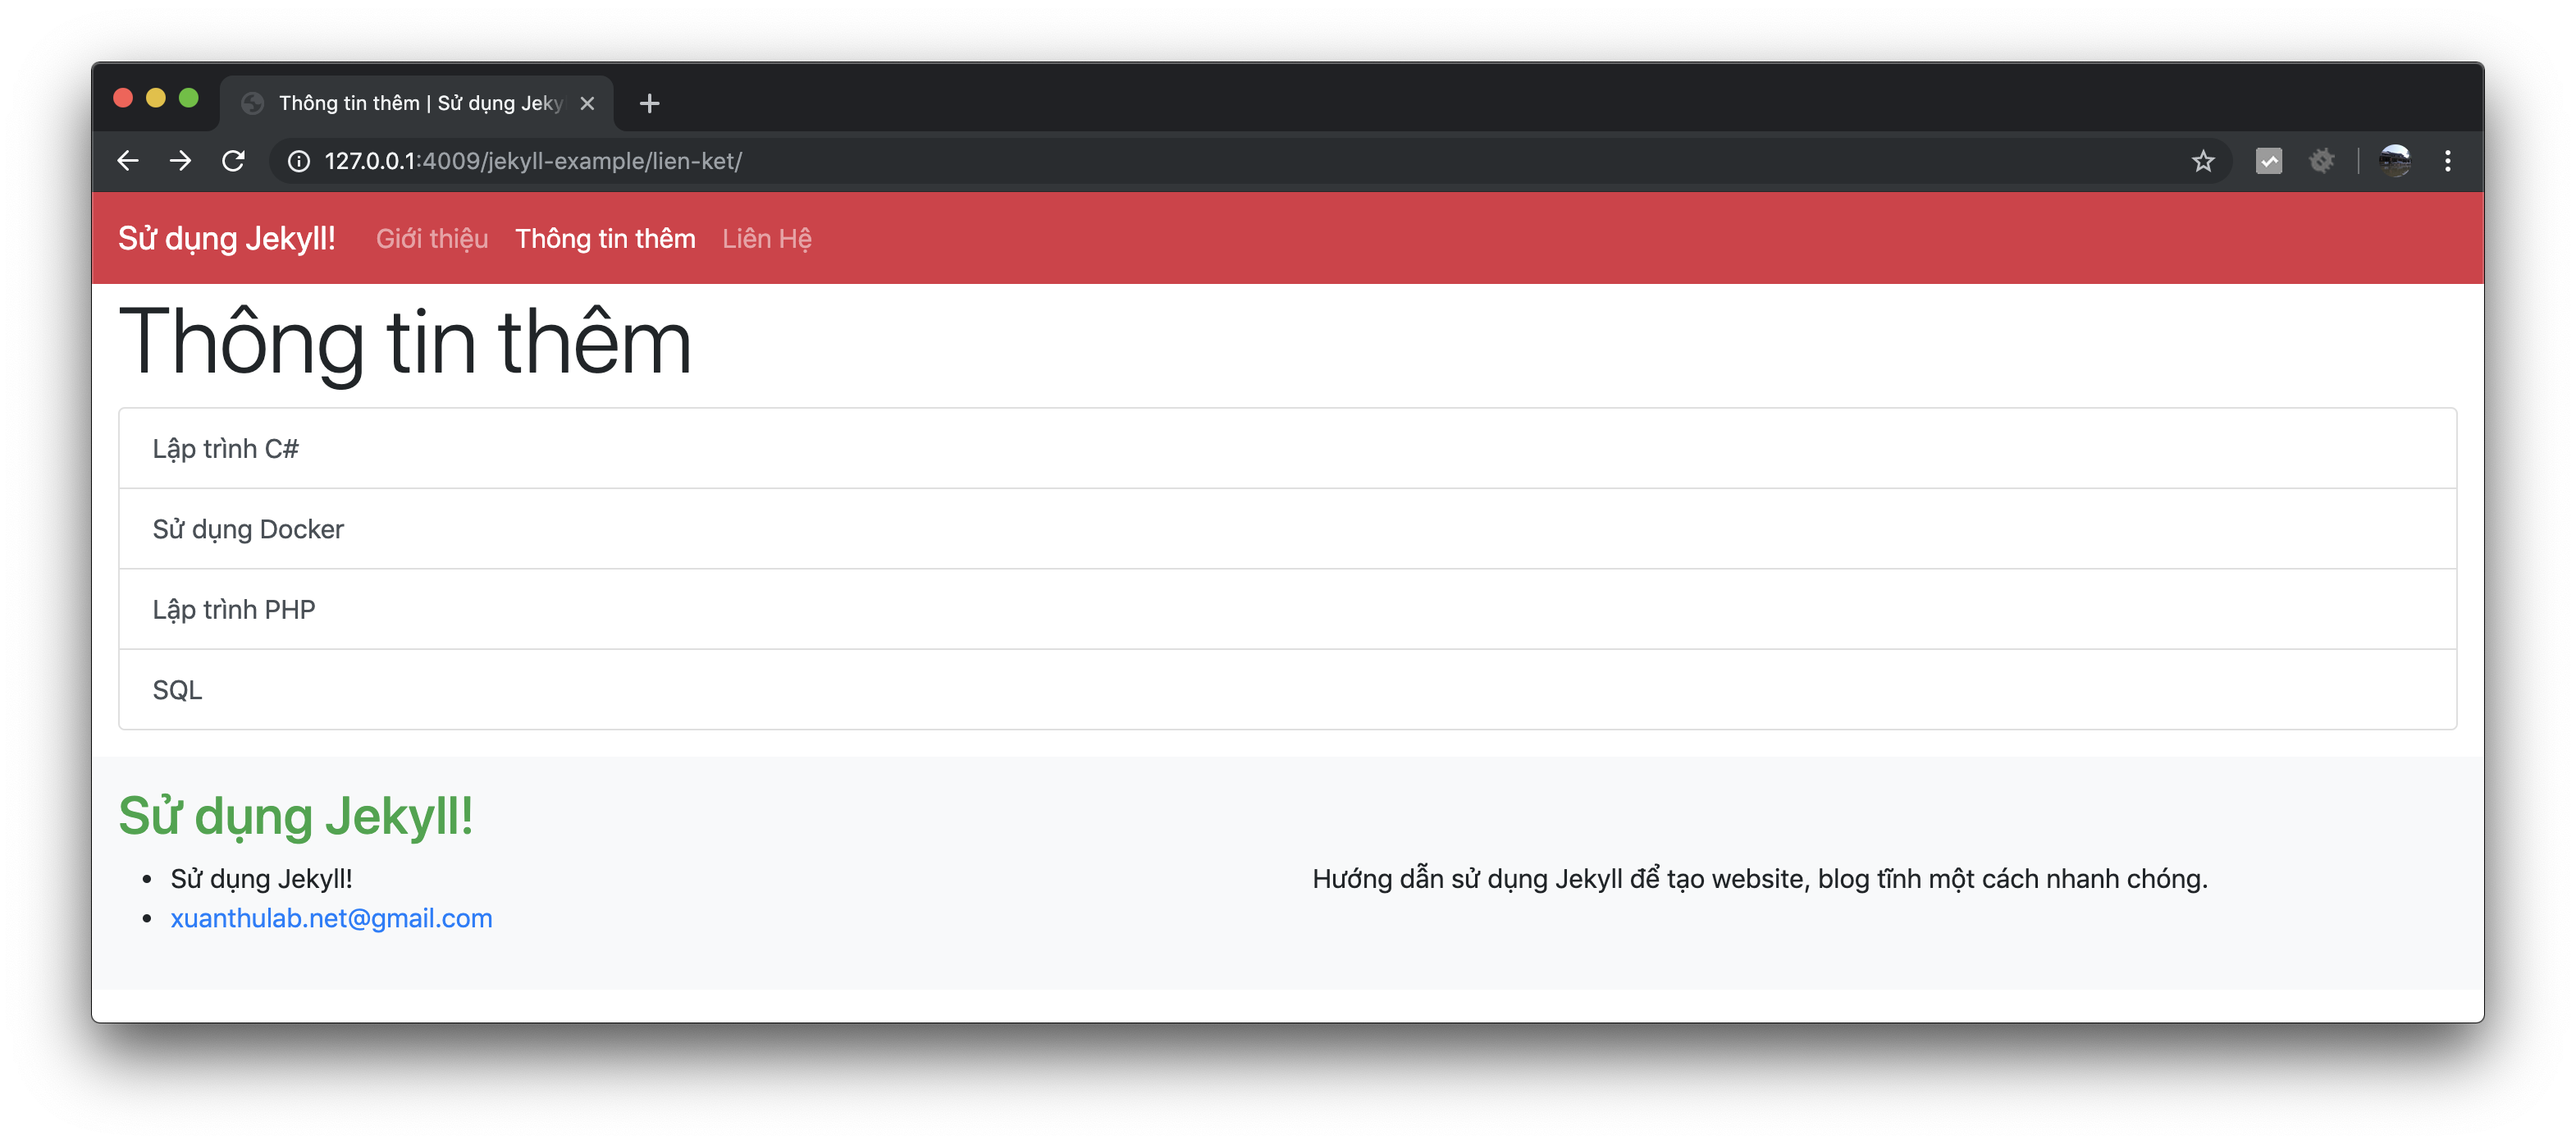 Thông tin thêm | Sử dụng Jeky
127.0.0.1:4009/jekyll-example/lien-ket/
Sử dụng Jekyll! Giới thiệu Thông tin thêm Liên Hệ
Thông tin thêm
Lập trình C#
Sử dụng Docker
Lập trình PHP
SQL
Sử dụng Jekyll!
Sử dụng Jekyll!
xuanthulab.net@gmail.com
Hướng dẫn sử dụng Jekyll để tạo website, blog tĩnh một cách nhanh chóng.